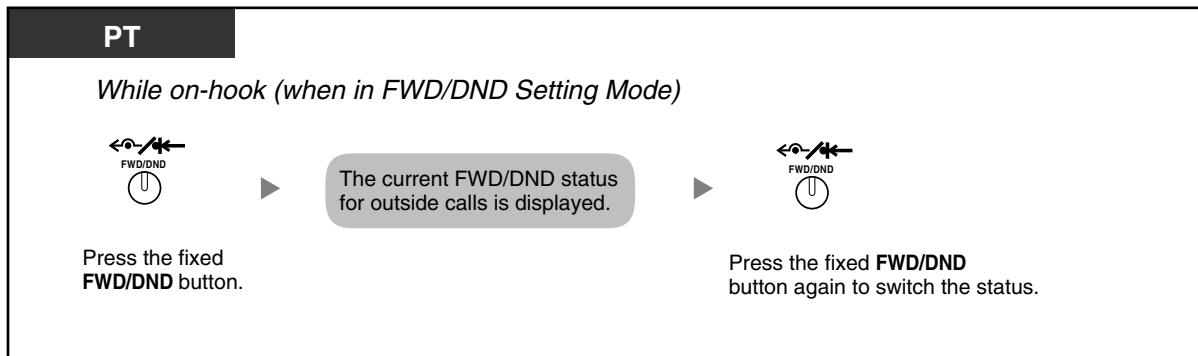 PT
While on-hook (when in FWD/DND Setting Mode)
FWD/DND
The current FWD/DND status
for outside calls is displayed.
FWD/DND
Press the fixed
FWD/DND button.
Press the fixed FWD/DND
button again to switch the status.